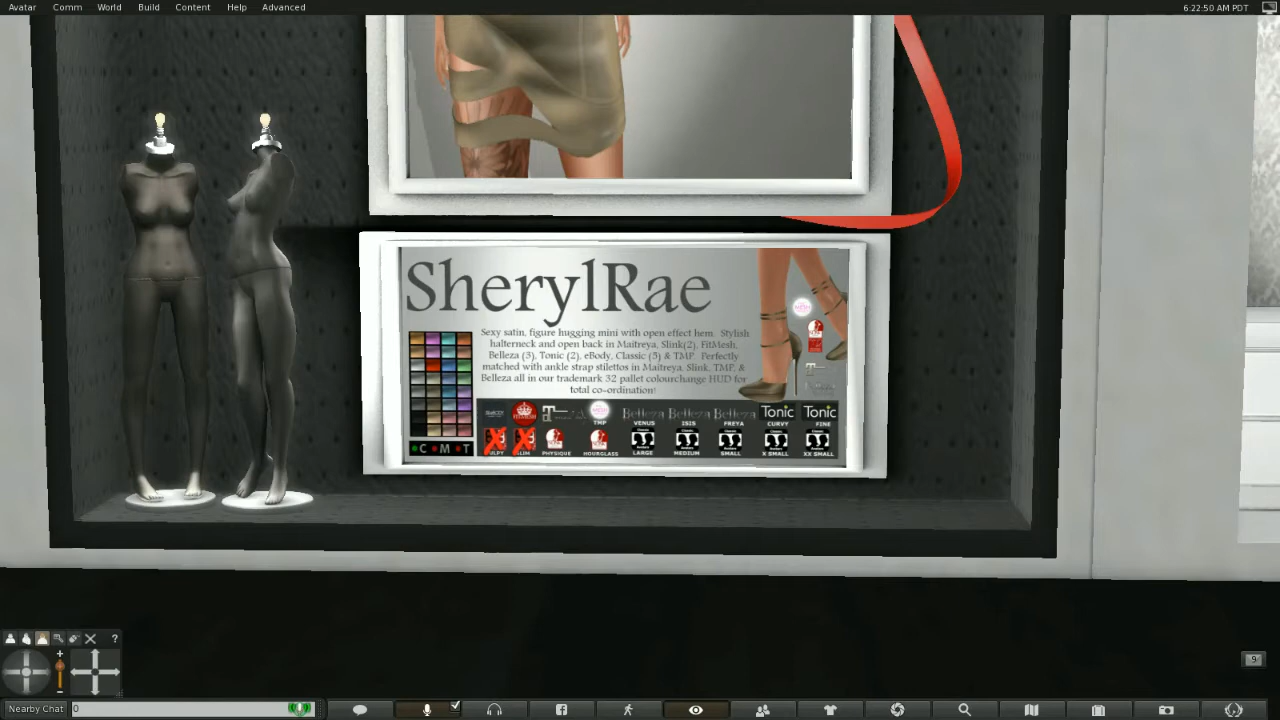 Avatar Comm World Build Content Help Advanced
6:22:50 AM PDT
SherylRae
Sexy satin, figure hugging mini with open effect hem. Stylish
halterneck and open back in Maitreya, Slink(2), FitMesh,
Belleza (3), Tonic (2), eBody, Classic (5) & TMP. Perfectly
matched with ankle strap stilettos in Maitreya, Slink, TMP, &
Belleza all in our trademark 32 pallet colourchange HUD for
total co-ordination!
Belleza Belleza Belleza Tonic Tonic
TMP VENUS ISIS FREYA CURVY FINE
PHYSIQUE HOURGLASS LARGE MEDIUM SMALL X SMALL XX SMALL
C M T
?
+
−
9
Nearby Chat 0